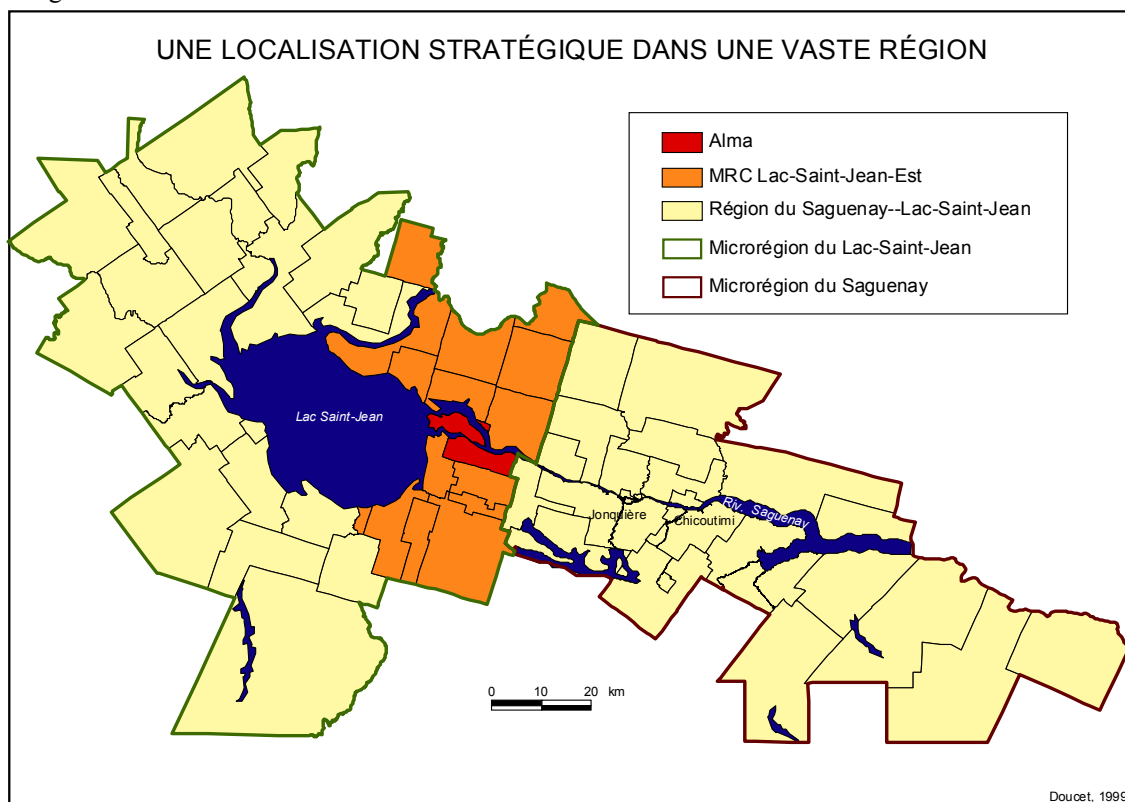 UNE LOCALISATION STRATÉGIQUE DANS UNE VASTE RÉGION
Alma
MRC Lac-Saint-Jean-Est
Région du Saguenay--Lac-Saint-Jean
Microrégion du Lac-Saint-Jean
Microrégion du Saguenay
Lac Saint-Jean
Riv. Saguenay
Jonquière
Chicoutimi
0 10 20 km
Doucet, 1999